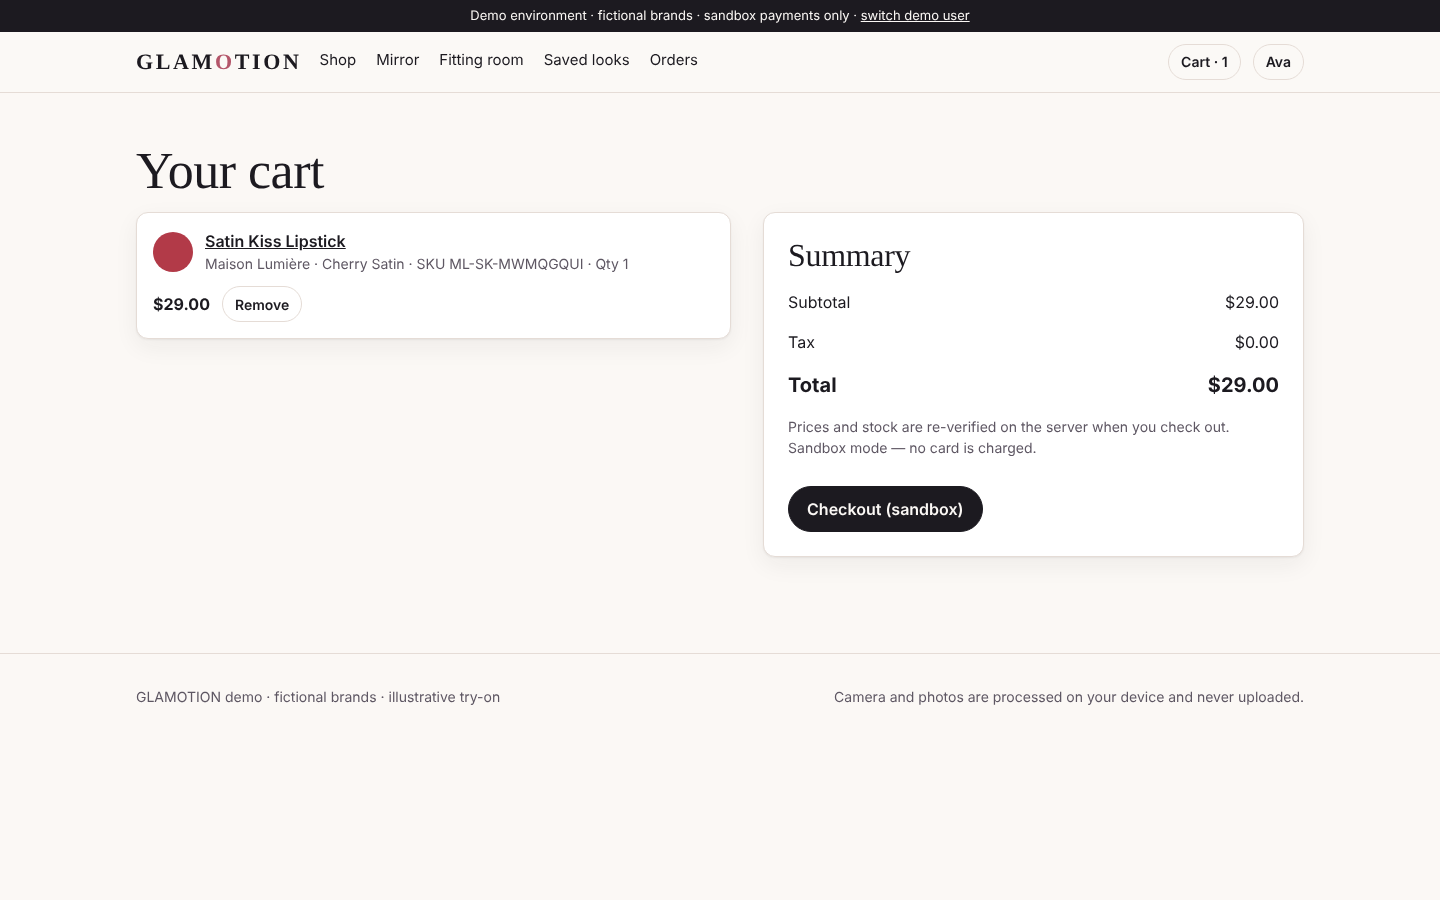 Demo environment · fictional brands · sandbox payments only · switch demo user
GLAMOTION
Shop
Mirror
Fitting room
Saved looks
Orders
Cart · 1
Ava
Your cart
Satin Kiss Lipstick
Maison Lumière · Cherry Satin · SKU ML-SK-MWMQGQUI · Qty 1
$29.00
Remove
Summary
Subtotal $29.00
Tax $0.00
Total $29.00
Prices and stock are re-verified on the server when you check out.
Sandbox mode — no card is charged.
Checkout (sandbox)
GLAMOTION demo · fictional brands · illustrative try-on
Camera and photos are processed on your device and never uploaded.